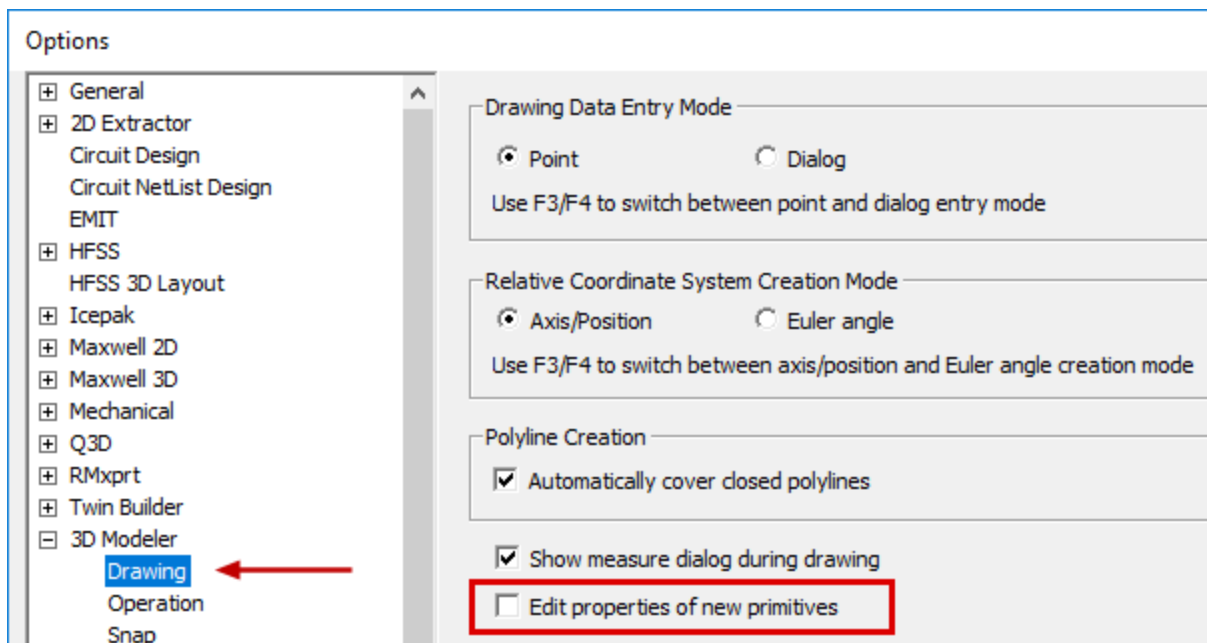 Options
General
2D Extractor
Circuit Design
Circuit NetList Design
EMIT
HFSS
HFSS 3D Layout
Icepak
Maxwell 2D
Maxwell 3D
Mechanical
Q3D
RMxprt
Twin Builder
3D Modeler
Drawing
Operation
Snap
Drawing Data Entry Mode
Point
Dialog
Use F3/F4 to switch between point and dialog entry mode
Relative Coordinate System Creation Mode
Axis/Position
Euler angle
Use F3/F4 to switch between axis/position and Euler angle creation mode
Polyline Creation
Automatically cover closed polylines
Show measure dialog during drawing
Edit properties of new primitives